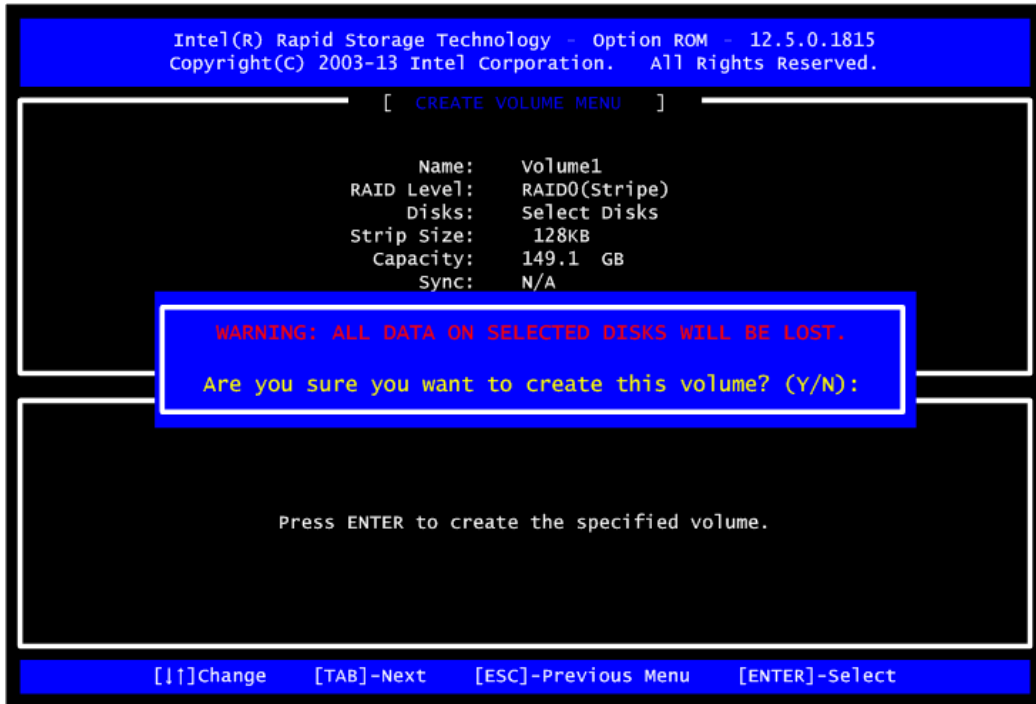 Intel(R) Rapid Storage Technology - Option ROM - 12.5.0.1815
Copyright(C) 2003-13 Intel Corporation. All Rights Reserved.
[ CREATE VOLUME MENU ]
Name: Volume1
RAID Level: RAID0(Stripe)
Disks: Select Disks
Strip Size: 128KB
Capacity: 149.1 GB
Sync: N/A
WARNING: ALL DATA ON SELECTED DISKS WILL BE LOST.
Are you sure you want to create this volume? (Y/N):
Press ENTER to create the specified volume.
[↓↑]Change [TAB]-Next [ESC]-Previous Menu [ENTER]-Select